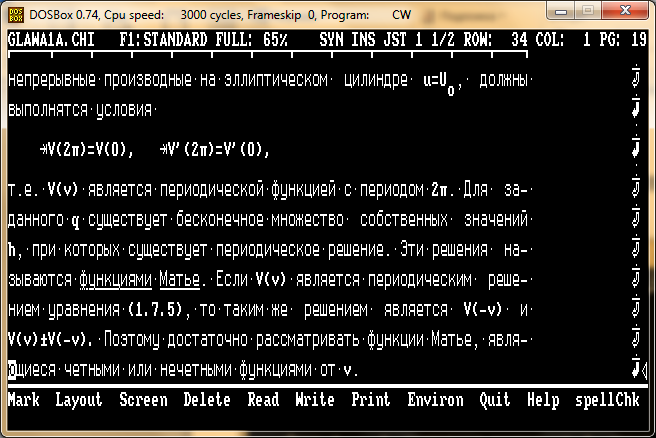 DOSBox 0.74, Cpu speed: 3000 cycles, Frameskip 0, Program: CW
GLAWA1A.CHI F1:STANDARD FULL: 65% SYN INS JST 1 1/2 ROW: 34 COL: 1 PG: 19
непрерывные производные на эллиптическом цилиндре u=U₀, должны
выполнятся условия
V(2π)=V(0), V'(2π)=V'(0),
т.е. V(v) является периодической функцией с периодом 2π. Для за-
данного q существует бесконечное множество собственных значений
h, при которых существует периодическое решение. Эти решения на-
зываются функциями Матье. Если V(v) является периодическим реше-
нием уравнения (1.7.5), то таким же решением является V(-v) и
V(v)±V(-v). Поэтому достаточно рассматривать функции Матье, явля-
ющиеся четными или нечетными функциями от v.
Mark Layout Screen Delete Read Write Print Environ Quit Help spellChk